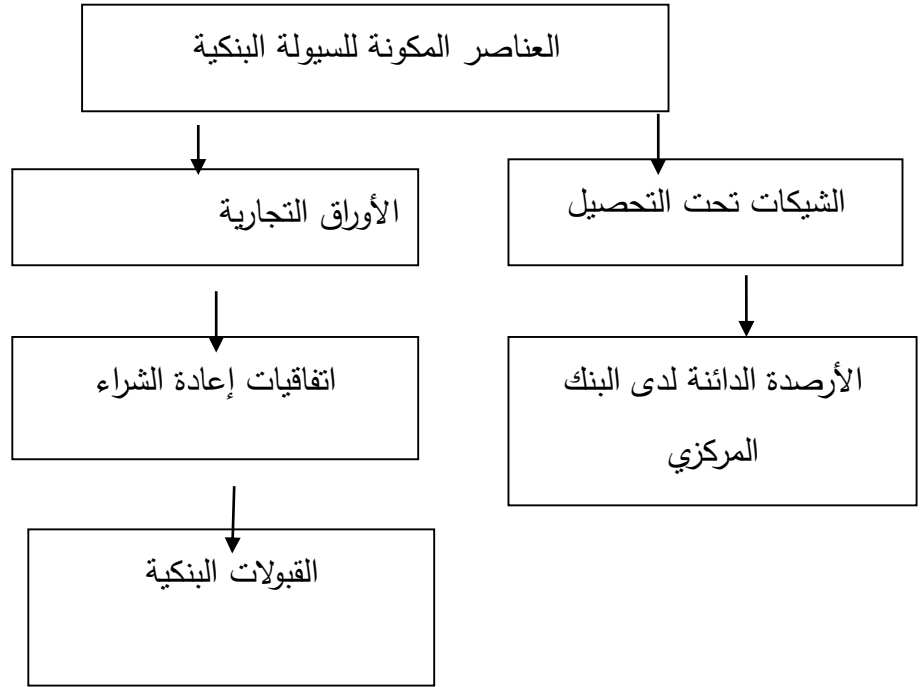 العناصر المكونة للسيولة البنكية
الشيكات تحت التحصيل
الأوراق التجارية
الأرصدة الدائنة لدى البنك
المركزي
اتفاقيات إعادة الشراء
القبولات البنكية